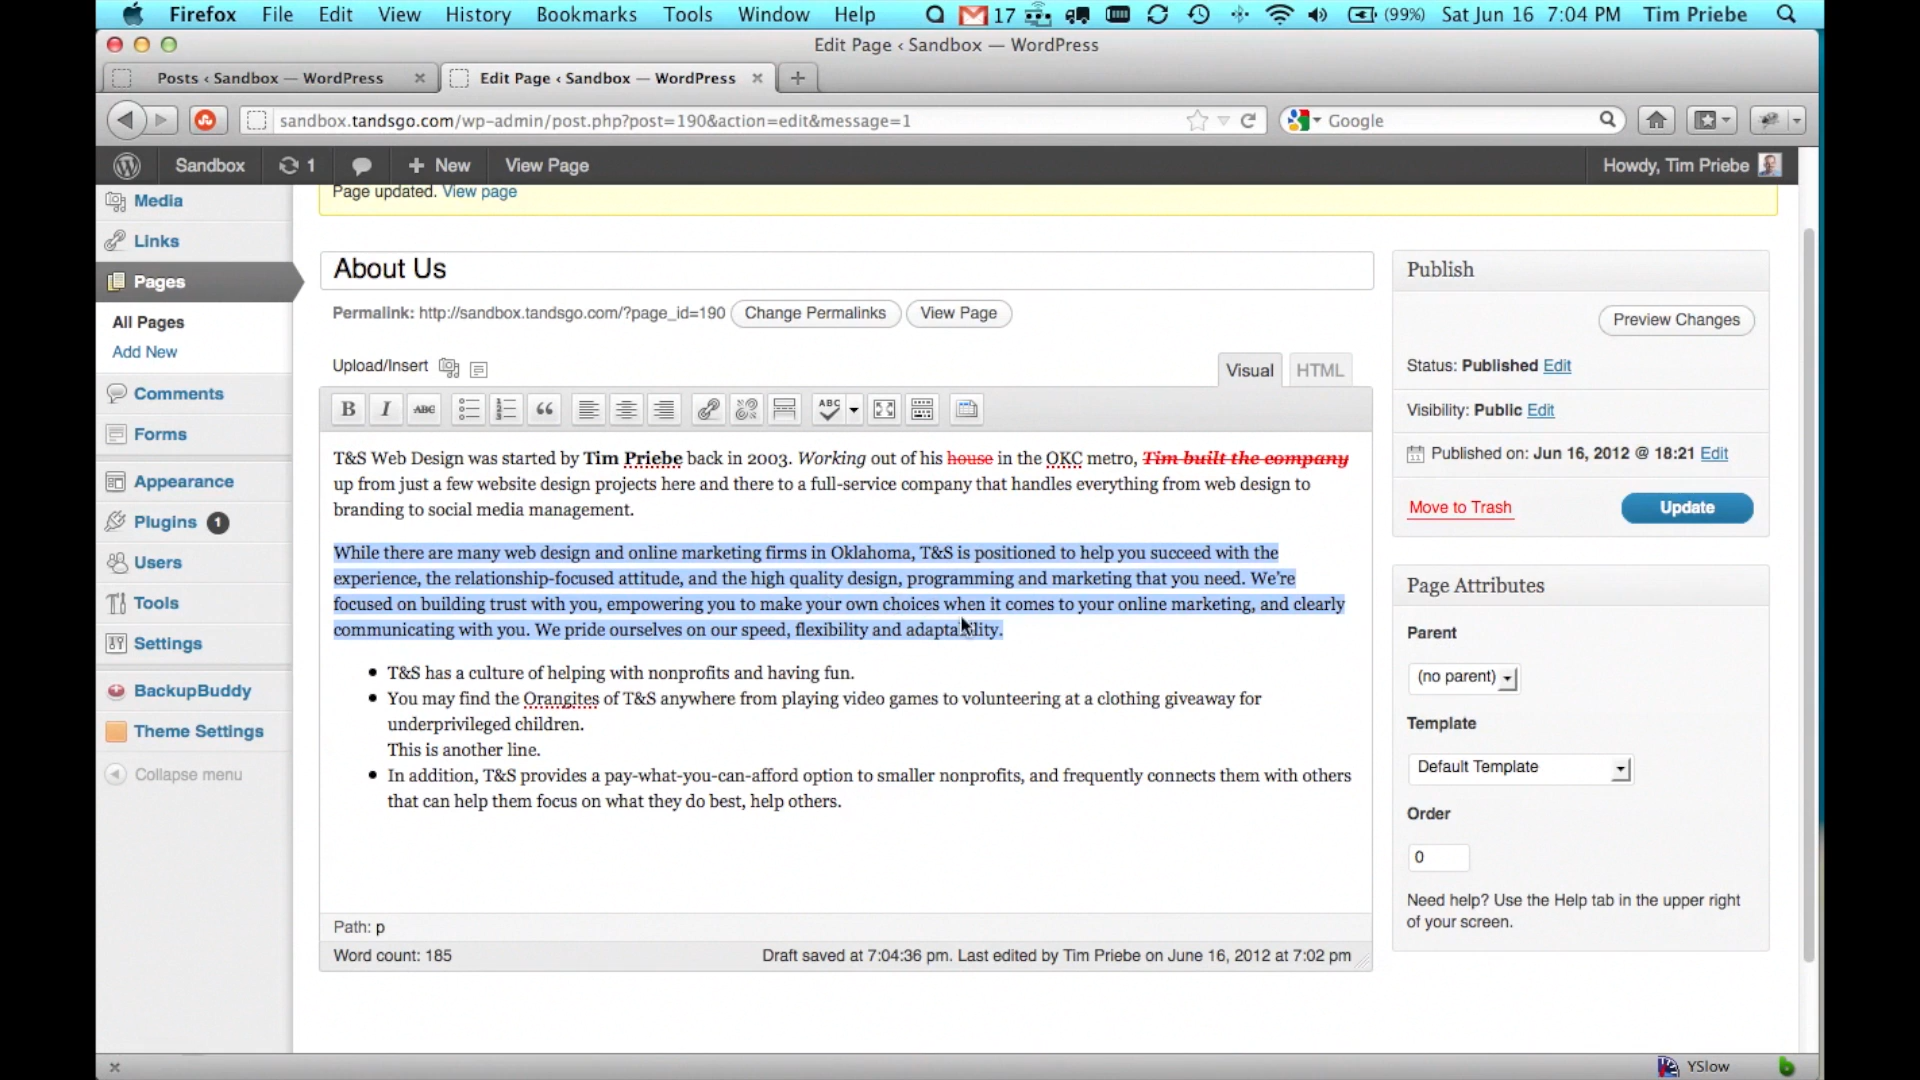 Firefox File Edit View History Bookmarks Tools Window Help 17 (99%) Sat Jun 16 7:04 PM Tim Priebe
Edit Page ‹ Sandbox — WordPress
Posts ‹ Sandbox — WordPress
Edit Page ‹ Sandbox — WordPress
sandbox.tandsgo.com/wp-admin/post.php?post=190&action=edit&message=1
Google
Sandbox 1 + New View Page Howdy, Tim Priebe
Media
Links
Pages
All Pages
Add New
Comments
Forms
Appearance
Plugins 1
Users
Tools
Settings
BackupBuddy
Theme Settings
Collapse menu
Page updated. View page
About Us
Permalink: http://sandbox.tandsgo.com/?page_id=190 Change Permalinks View Page
Upload/Insert
Visual HTML
B I ABC ABC
T&S Web Design was started by Tim Priebe back in 2003. Working out of his house in the OKC metro, Tim built the company
up from just a few website design projects here and there to a full-service company that handles everything from web design to
branding to social media management.
While there are many web design and online marketing firms in Oklahoma, T&S is positioned to help you succeed with the
experience, the relationship-focused attitude, and the high quality design, programming and marketing that you need. We're
focused on building trust with you, empowering you to make your own choices when it comes to your online marketing, and clearly
communicating with you. We pride ourselves on our speed, flexibility and adaptability.
• T&S has a culture of helping with nonprofits and having fun.
• You may find the Orangites of T&S anywhere from playing video games to volunteering at a clothing giveaway for
underprivileged children.
This is another line.
• In addition, T&S provides a pay-what-you-can-afford option to smaller nonprofits, and frequently connects them with others
that can help them focus on what they do best, help others.
Path: p
Word count: 185
Draft saved at 7:04:36 pm. Last edited by Tim Priebe on June 16, 2012 at 7:02 pm
Publish
Preview Changes
Status: Published Edit
Visibility: Public Edit
Published on: Jun 16, 2012 @ 18:21 Edit
Move to Trash
Update
Page Attributes
Parent
(no parent)
Template
Default Template
Order
0
Need help? Use the Help tab in the upper right
of your screen.
YSlow